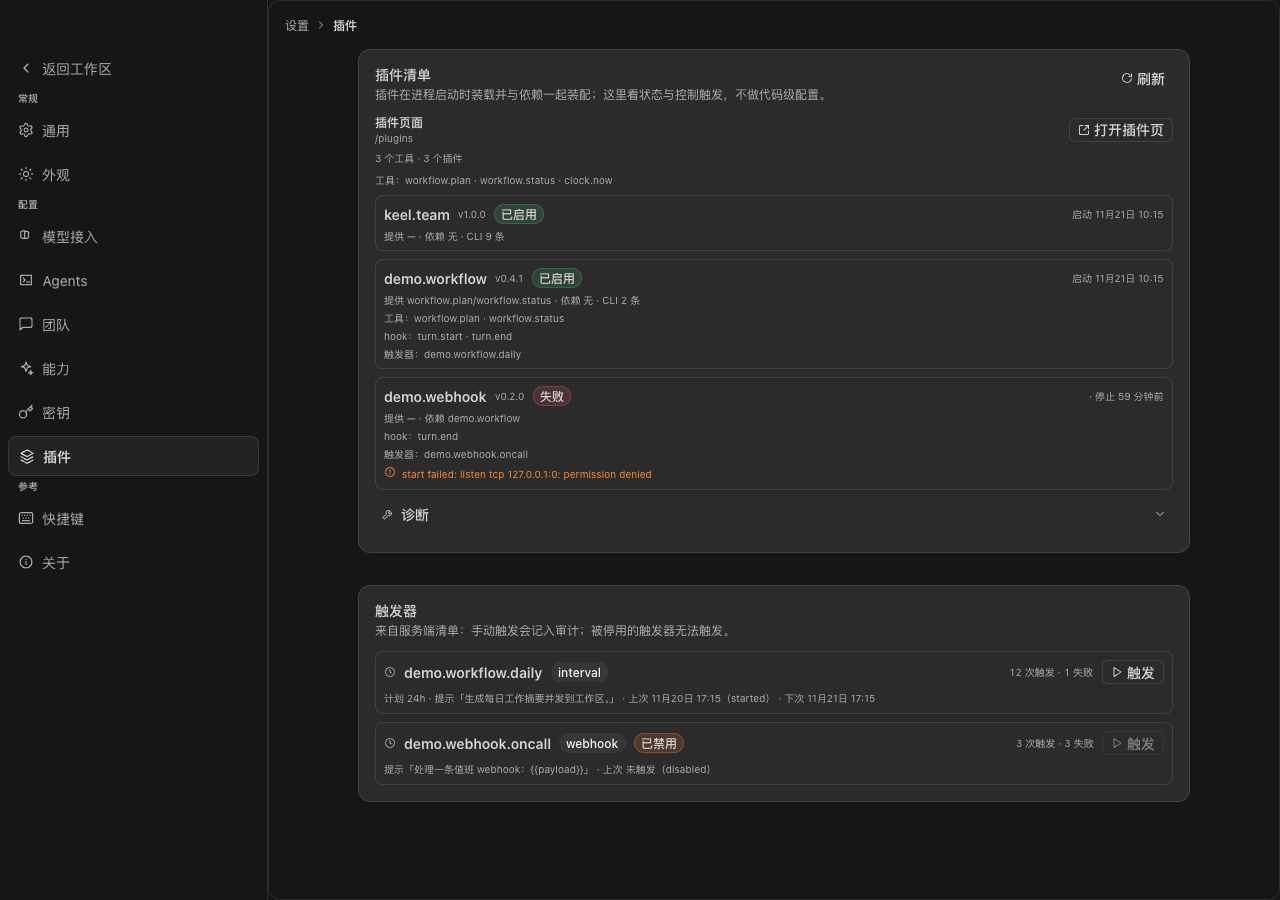 返回工作区
常规
通用
外观
配置
模型接入
Agents
团队
能力
密钥
插件
参考
快捷键
关于
设置 › 插件
插件清单
插件在进程启动时装载并与依赖一起装配；这里看状态与控制触发，不做代码级配置。
刷新
插件页面
/plugins
打开插件页
3 个工具 · 3 个插件
工具：workflow.plan · workflow.status · clock.now
keel.team v1.0.0 已启用 启动 11月21日 10:15
提供 — · 依赖 无 · CLI 9 条
demo.workflow v0.4.1 已启用 启动 11月21日 10:15
提供 workflow.plan/workflow.status · 依赖 无 · CLI 2 条
工具：workflow.plan · workflow.status
hook：turn.start · turn.end
触发器：demo.workflow.daily
demo.webhook v0.2.0 失败 · 停止 59 分钟前
提供 — · 依赖 demo.workflow
hook：turn.end
触发器：demo.webhook.oncall
start failed: listen tcp 127.0.0.1:0: permission denied
诊断
触发器
来自服务端清单：手动触发会记入审计；被停用的触发器无法触发。
demo.workflow.daily interval 12 次触发 · 1 失败 触发
计划 24h · 提示「生成每日工作摘要并发到工作区。」 · 上次 11月20日 17:15（started） · 下次 11月21日 17:15
demo.webhook.oncall webhook 已禁用 3 次触发 · 3 失败 触发
提示「处理一条值班 webhook：{{payload}}」 · 上次 未触发（disabled）